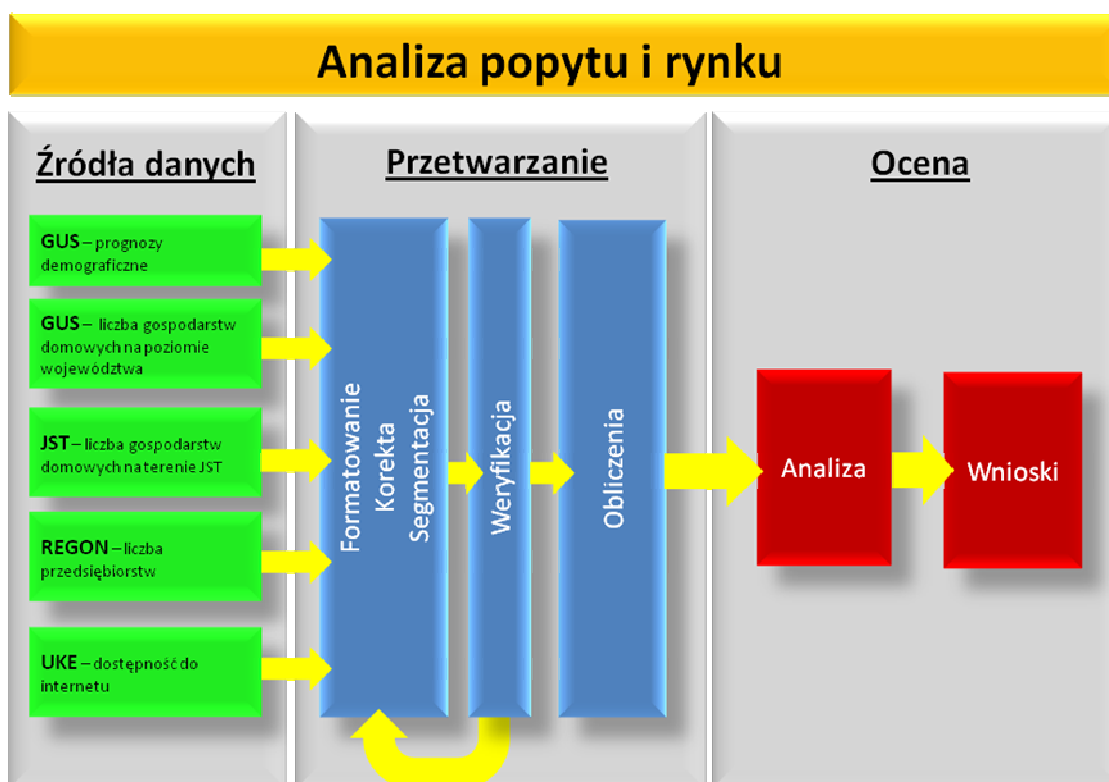 Analiza popytu i rynku
Źródła danych
GUS – prognozy
demograficzne
GUS – liczba gospodarstw
domowych na poziomie
województwa
JST – liczba gospodarstw
domowych na terenie JST
REGON – liczba
przedsiębiorstw
UKE – dostępność do
internetu
Przetwarzanie
Formatowanie
Korekta
Segmentacja
Weryfikacja
Obliczenia
Ocena
Analiza
Wnioski